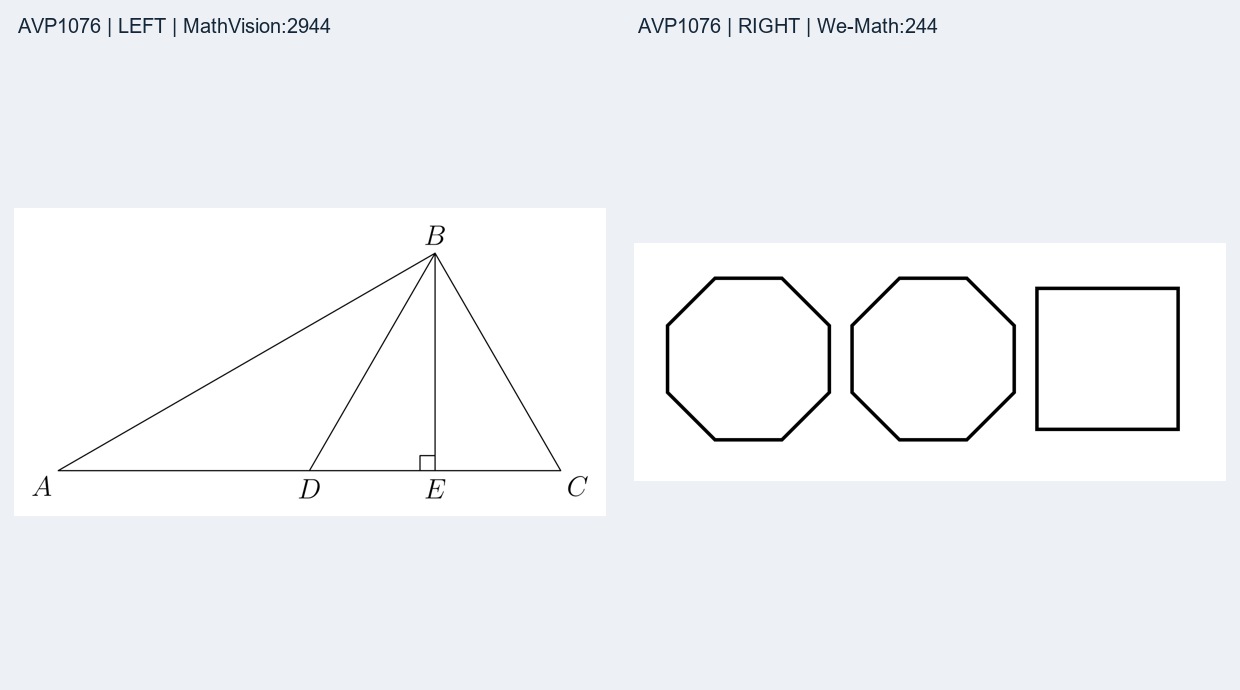 AVP1076 | LEFT | MathVision:2944
AVP1076 | RIGHT | We-Math:244
B
A
D
E
C